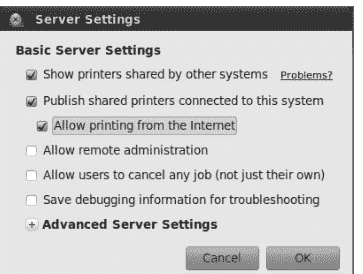 Server Settings
Basic Server Settings
Show printers shared by other systems Problems?
Publish shared printers connected to this system
Allow printing from the Internet
Allow remote administration
Allow users to cancel any job (not just their own)
Save debugging information for troubleshooting
Advanced Server Settings
Cancel OK